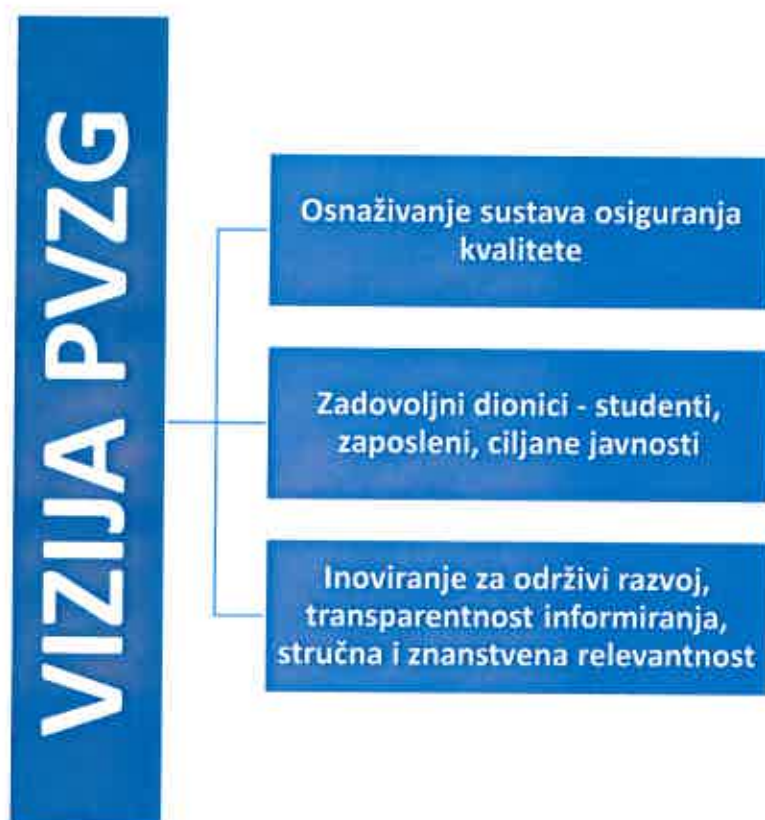 VIZIJA PVZG
Osnaživanje sustava osiguranja
kvalitete
Zadovoljni dionici - studenti,
zaposleni, ciljane javnosti
Inoviranje za održivi razvoj,
transparentnost informiranja,
stručna i znanstvena relevantnost